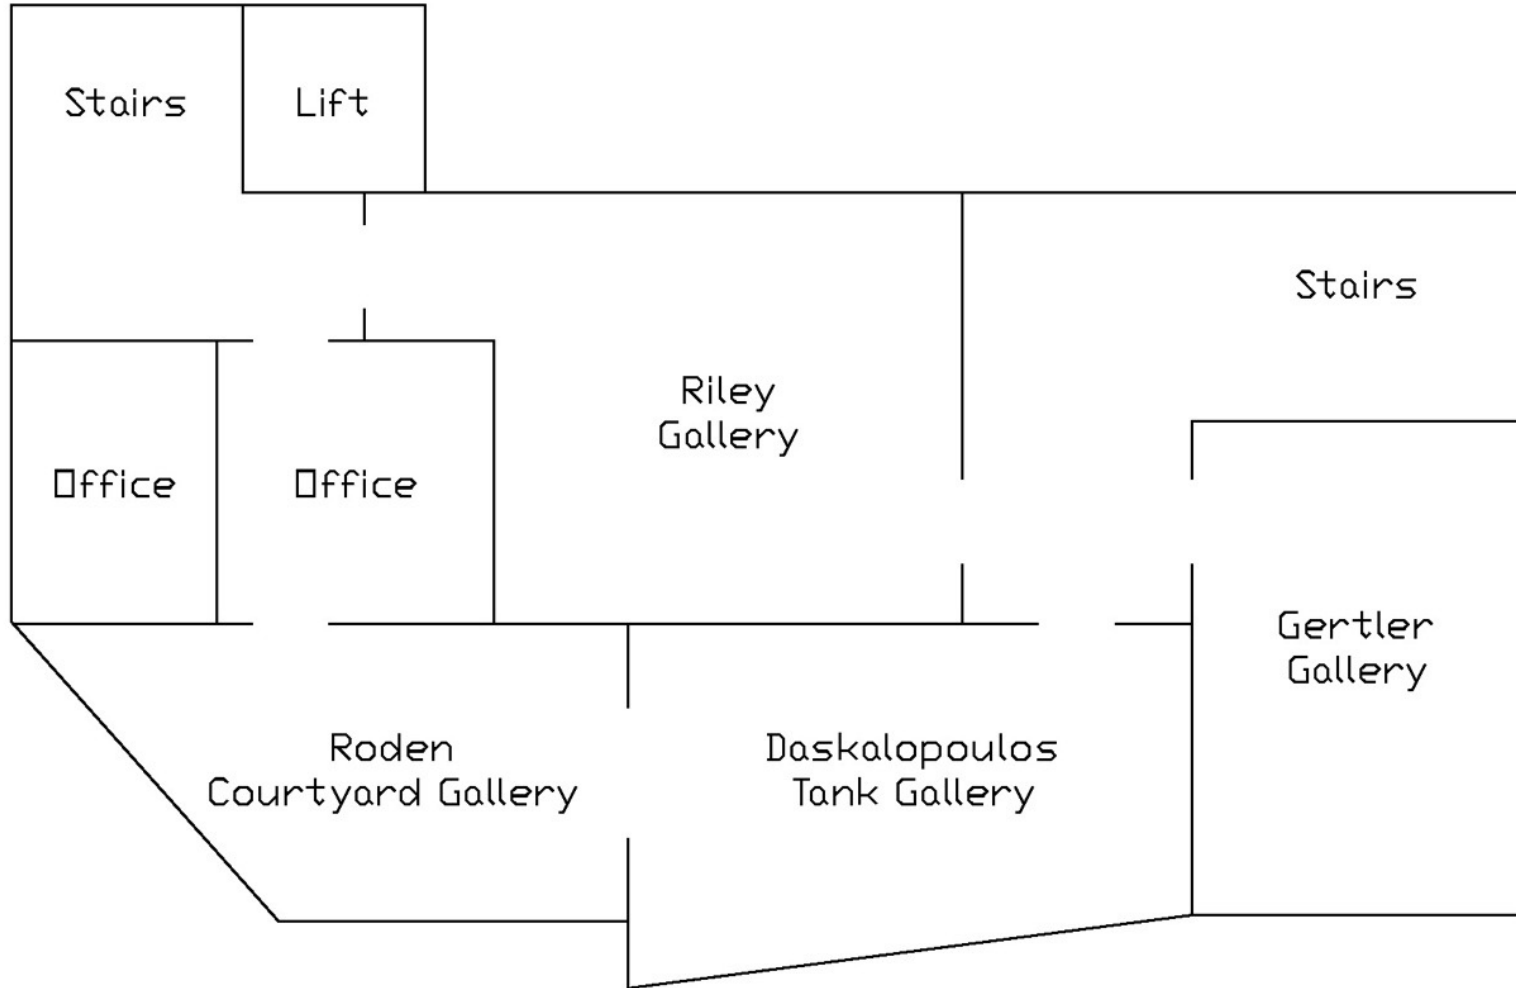 Stairs
Lift
Stairs
Riley
Gallery
Office
Office
Gertler
Gallery
Roden
Courtyard Gallery
Daskalopoulos
Tank Gallery